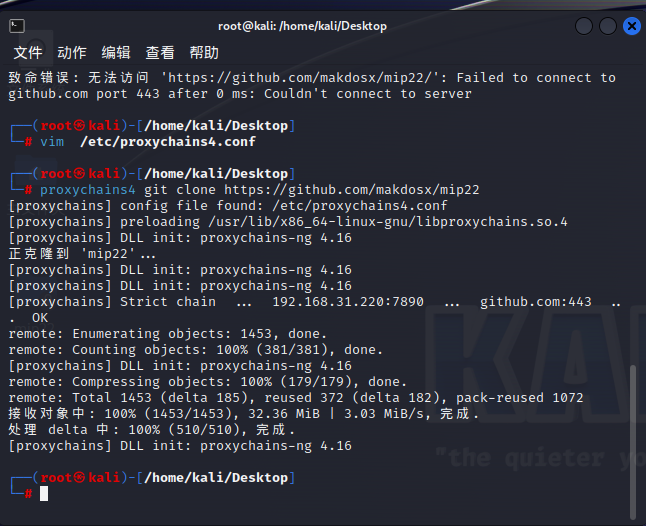 root@kali: /home/kali/Desktop
文件 动作 编辑 查看 帮助
致命错误: 无法访问 'https://github.com/makdosx/mip22/': Failed to connect to
github.com port 443 after 0 ms: Couldn't connect to server
┌──(root㉿kali)-[/home/kali/Desktop]
└─# vim  /etc/proxychains4.conf
┌──(root㉿kali)-[/home/kali/Desktop]
└─# proxychains4 git clone https://github.com/makdosx/mip22
[proxychains] config file found: /etc/proxychains4.conf
[proxychains] preloading /usr/lib/x86_64-linux-gnu/libproxychains.so.4
[proxychains] DLL init: proxychains-ng 4.16
正克隆到 'mip22'...
[proxychains] DLL init: proxychains-ng 4.16
[proxychains] DLL init: proxychains-ng 4.16
[proxychains] Strict chain  ...  192.168.31.220:7890  ...  github.com:443  ..
.  OK
remote: Enumerating objects: 1453, done.
remote: Counting objects: 100% (381/381), done.
[proxychains] DLL init: proxychains-ng 4.16
remote: Compressing objects: 100% (179/179), done.
remote: Total 1453 (delta 185), reused 372 (delta 182), pack-reused 1072
接收对象中: 100% (1453/1453), 32.36 MiB | 3.03 MiB/s, 完成.
处理 delta 中: 100% (510/510), 完成.
[proxychains] DLL init: proxychains-ng 4.16
┌──(root㉿kali)-[/home/kali/Desktop]
└─#
KAL
"the quieter yo